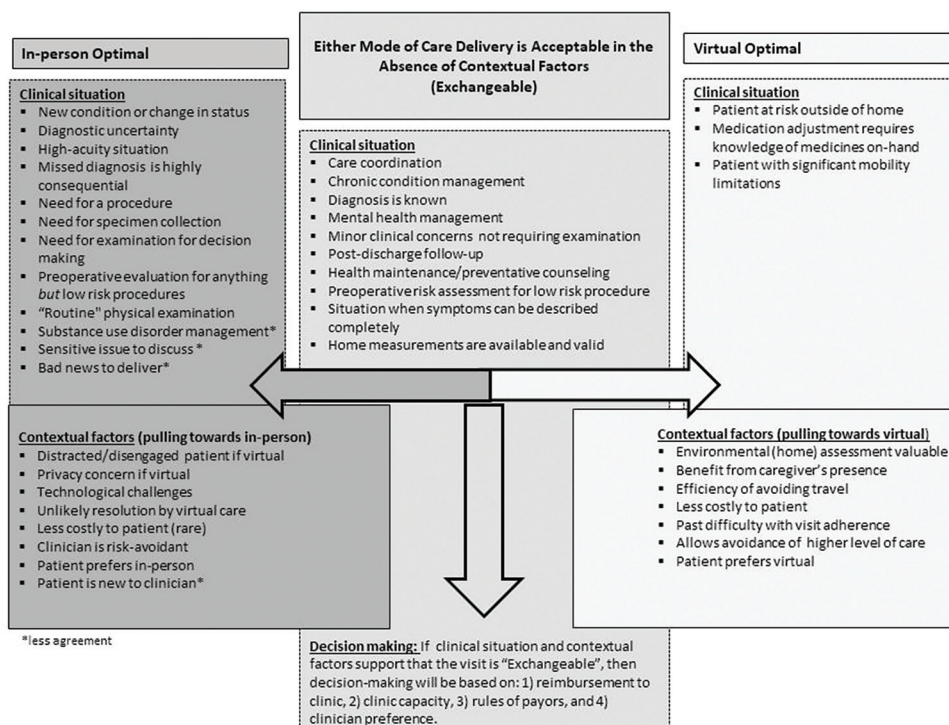 In-person Optimal
Clinical situation
▪ New condition or change in status
▪ Diagnostic uncertainty
▪ High-acuity situation
▪ Missed diagnosis is highly
consequential
▪ Need for a procedure
▪ Need for specimen collection
▪ Need for examination for decision
making
▪ Preoperative evaluation for anything
but low risk procedures
▪ “Routine" physical examination
▪ Substance use disorder management*
▪ Sensitive issue to discuss *
▪ Bad news to deliver*
Either Mode of Care Delivery is Acceptable in the
Absence of Contextual Factors
(Exchangeable)
Clinical situation
▪ Care coordination
▪ Chronic condition management
▪ Diagnosis is known
▪ Mental health management
▪ Minor clinical concerns not requiring examination
▪ Post-discharge follow-up
▪ Health maintenance/preventative counseling
▪ Preoperative risk assessment for low risk procedure
▪ Situation when symptoms can be described
completely
▪ Home measurements are available and valid
Virtual Optimal
Clinical situation
▪ Patient at risk outside of home
▪ Medication adjustment requires
knowledge of medicines on-hand
▪ Patient with significant mobility
limitations
Contextual factors (pulling towards in-person)
▪ Distracted/disengaged patient if virtual
▪ Privacy concern if virtual
▪ Technological challenges
▪ Unlikely resolution by virtual care
▪ Less costly to patient (rare)
▪ Clinician is risk-avoidant
▪ Patient prefers in-person
▪ Patient is new to clinician*
Contextual factors (pulling towards virtual)
▪ Environmental (home) assessment valuable
▪ Benefit from caregiver's presence
▪ Efficiency of avoiding travel
▪ Less costly to patient
▪ Past difficulty with visit adherence
▪ Allows avoidance of higher level of care
▪ Patient prefers virtual
*less agreement
Decision making: If clinical situation and contextual
factors support that the visit is “Exchangeable”, then
decision-making will be based on: 1) reimbursement to
clinic, 2) clinic capacity, 3) rules of payors, and 4)
clinician preference.